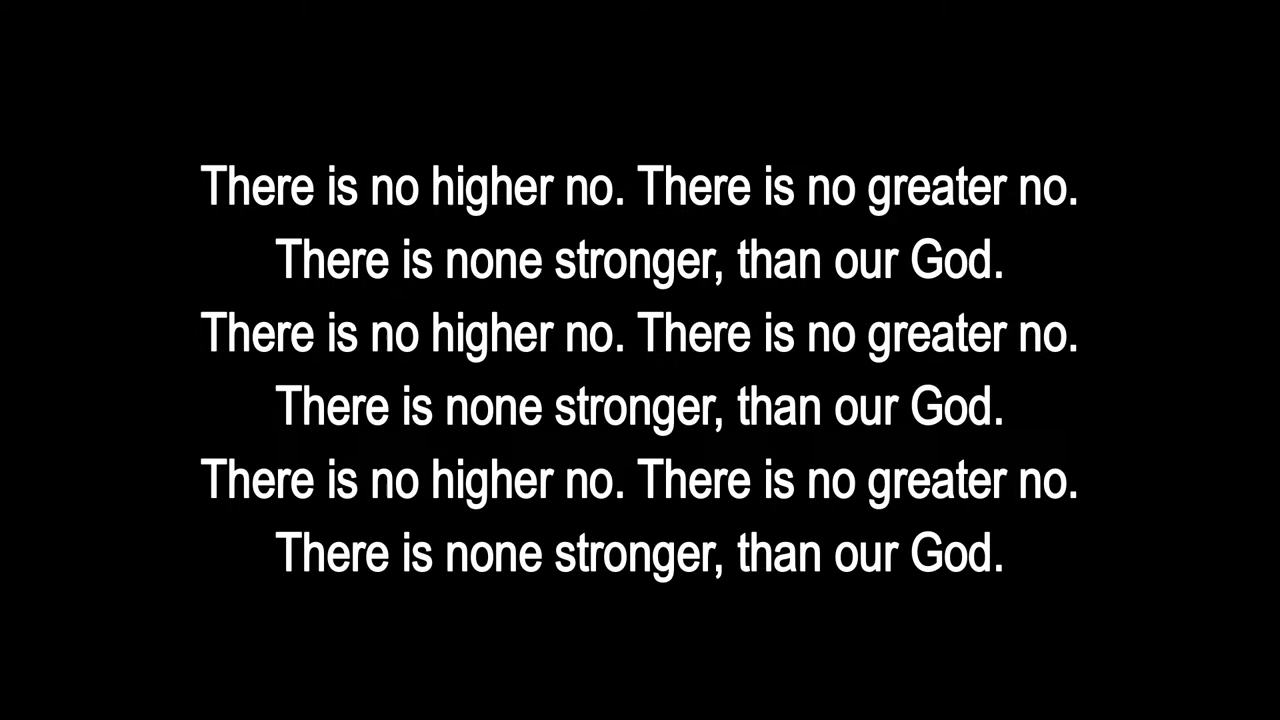 There is no higher no. There is no greater no.
There is none stronger, than our God.
There is no higher no. There is no greater no.
There is none stronger, than our God.
There is no higher no. There is no greater no.
There is none stronger, than our God.